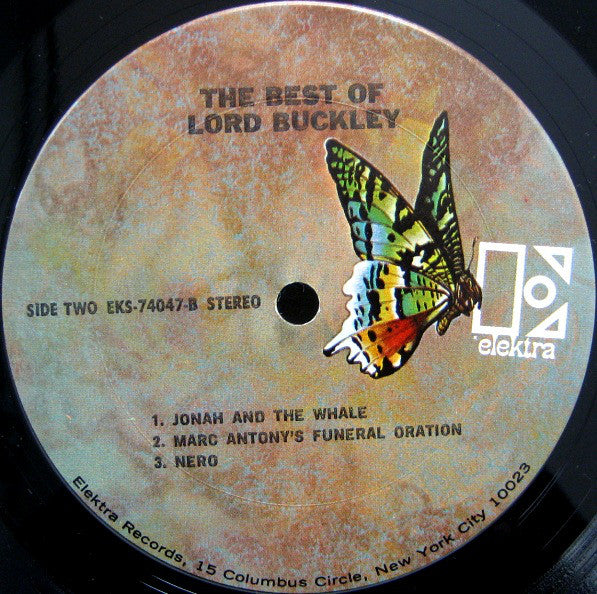 THE BEST OF
LORD BUCKLEY
SIDE TWO EKS-74047-B STEREO
elektra
1. JONAH AND THE WHALE
2. MARC ANTONY'S FUNERAL ORATION
3. NERO
Elektra Records, 15 Columbus Circle, New York City 10023